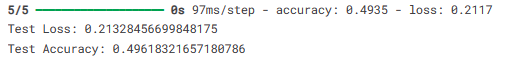 5/5 ━━━━━━━━━━━━━━━━━━━━ 0s 97ms/step - accuracy: 0.4935 - loss: 0.2117
Test Loss: 0.21328456699848175
Test Accuracy: 0.49618321657180786